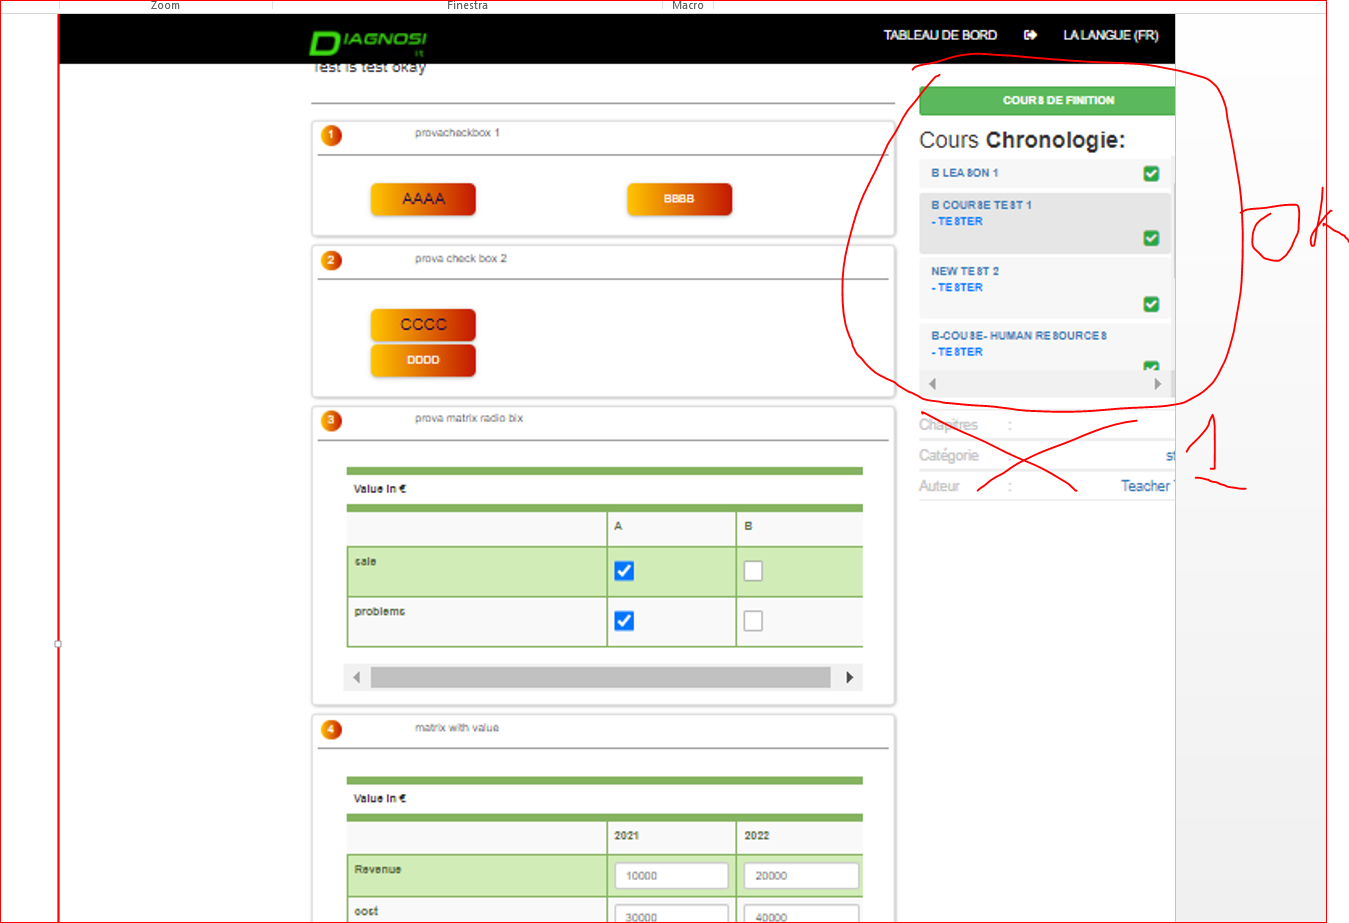 Zoom Finestra Macro
DIAGNOSI it
TABLEAU DE BORD LA LANGUE (FR)
Test is test okay
1 provacheckbox 1
AAAA BBBB
2 prova check box 2
CCCC
DDDD
3 prova matrix radio bix
Value in €
A B
sale
problems
4 matrix with value
Value in €
2021 2022
Revenue 10000 20000
cost 30000 40000
COURS DE FINITION
Cours Chronologie:
B LEASON 1
B COURSE TEST 1
- TESTER
NEW TEST 2
- TESTER
B-COUSE- HUMAN RESOURCES
- TESTER
Chapitres :
Catégorie : st
Auteur : Teacher
OK
1